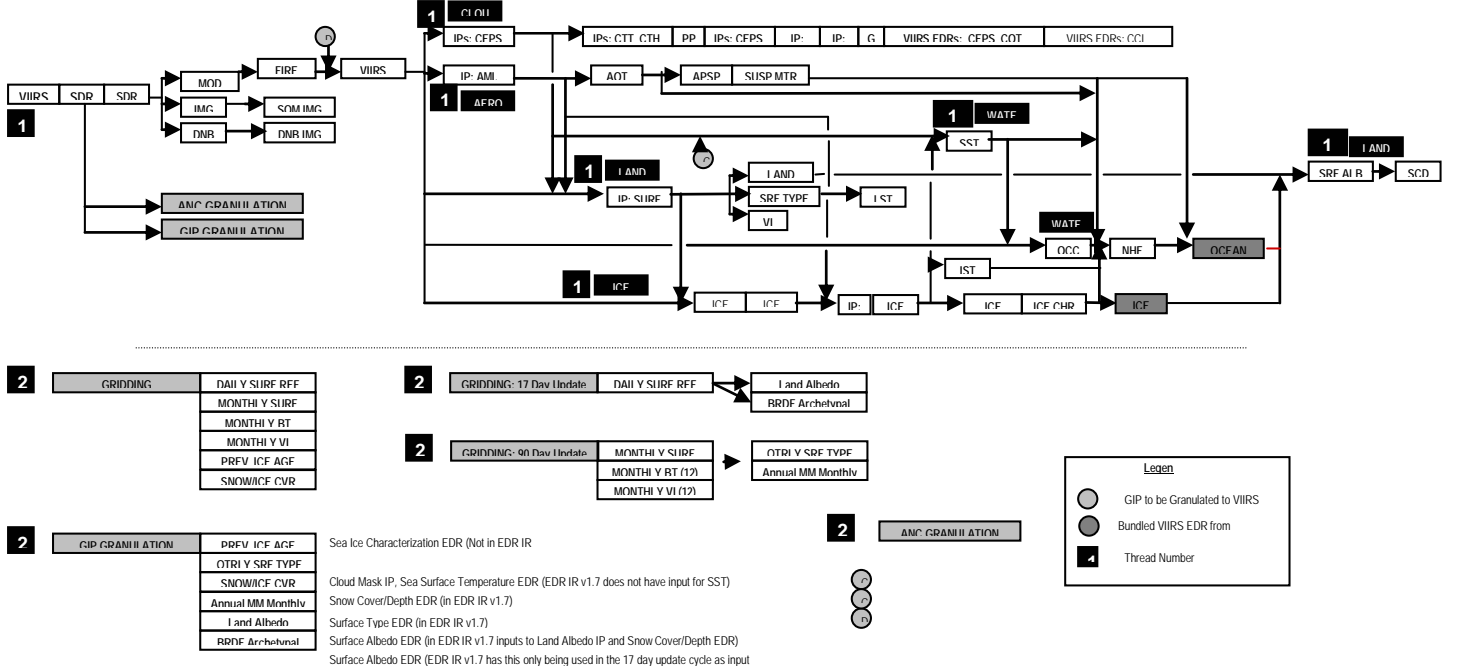 1 CLOU
IPs: CEPS
IPs: CTT, CTH
PP
IPs: CEPS
IP:
IP:
G
VIIRS EDRs: CEPS, COT
VIIRS EDRs: CCL
D
FIRE
VIIRS
IP: AML
AOT
APSP
SUSP MTR
MOD
VIIRS
SDR
SDR
IMG
SOM IMG
1 AERO
1
DNB
DNB IMG
1 WATE
SST
1 LAND
C
1 LAND
LAND
SRF ALB
SCD
IP: SURF
SRF TYPE
LST
ANC GRANULATION
VI
GIP GRANULATION
WATE
OCC
NHF
OCEAN
IST
1 ICE
ICE
ICE
IP:
ICE
ICE
ICE CHR
ICE
2
GRIDDING
DAILY SURF REF
MONTHLY SURF
MONTHLY BT
MONTHLY VI
PREV ICE AGE
SNOW/ICE CVR
2
GRIDDING: 17 Day Update
DAILY SURF REF
Land Albedo
BRDF Archetypal
2
GRIDDING: 90 Day Update
MONTHLY SURF
MONTHLY BT (12)
MONTHLY VI (12)
QTRLY SRF TYPE
Annual MM Monthly
Legen
GIP to be Granulated to VIIRS
Bundled VIIRS EDR from
Thread Number
2
GIP GRANULATION
PREV ICE AGE
Sea Ice Characterization EDR (Not in EDR IR
QTRLY SRF TYPE
SNOW/ICE CVR
Cloud Mask IP, Sea Surface Temperature EDR (EDR IR v1.7 does not have input for SST)
Annual MM Monthly
Snow Cover/Depth EDR (in EDR IR v1.7)
Land Albedo
Surface Type EDR (in EDR IR v1.7)
BRDF Archetypal
Surface Albedo EDR (in EDR IR v1.7 inputs to Land Albedo IP and Snow Cover/Depth EDR)
Surface Albedo EDR (EDR IR v1.7 has this only being used in the 17 day update cycle as input
2
ANC GRANULATION
C
C
D